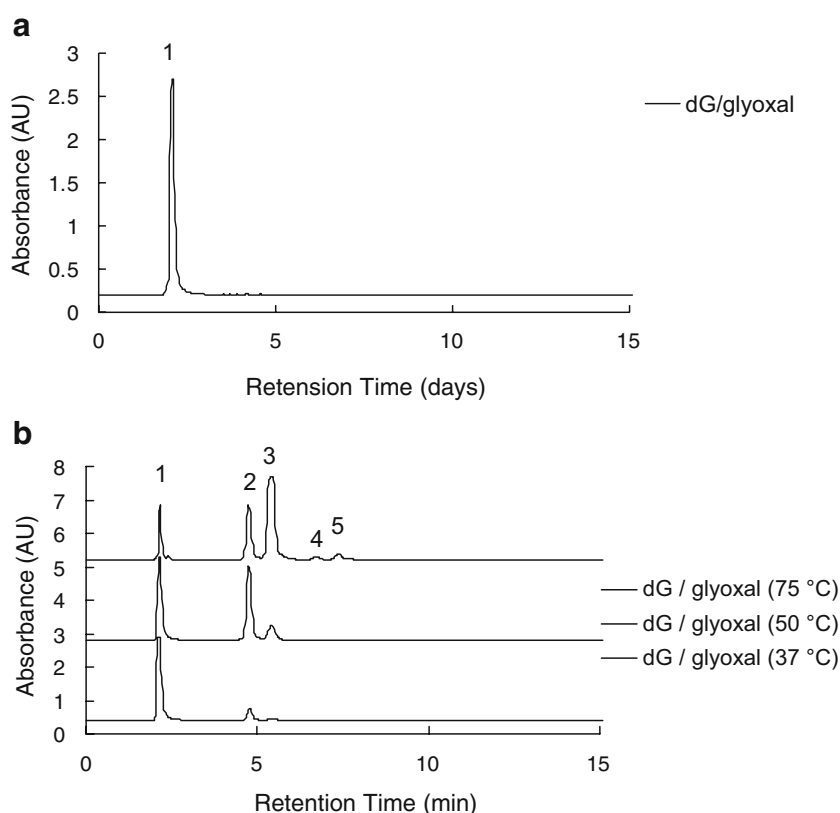 a
1
3
2.5
2
1.5
1
0.5
0
Absorbance (AU)
dG/glyoxal
0 5 10 15
Retension Time (days)
b
8
7
6
5
4
3
2
1
0
Absorbance (AU)
1 2 3 4 5
dG / glyoxal (75 °C)
dG / glyoxal (50 °C)
dG / glyoxal (37 °C)
0 5 10 15
Retention Time (min)